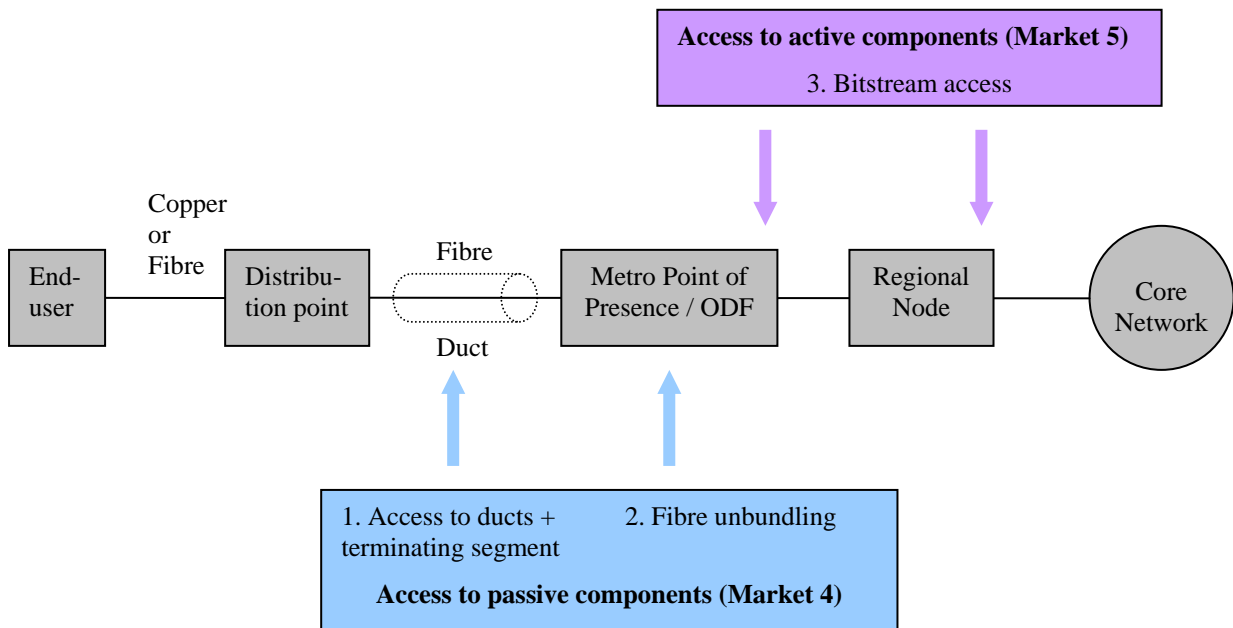 Access to active components (Market 5)
3. Bitstream access
Copper
or
Fibre
Fibre
End-
user
Distribu-
tion point
Metro Point of
Presence / ODF
Regional
Node
Core
Network
Duct
1. Access to ducts +
terminating segment
2. Fibre unbundling
Access to passive components (Market 4)